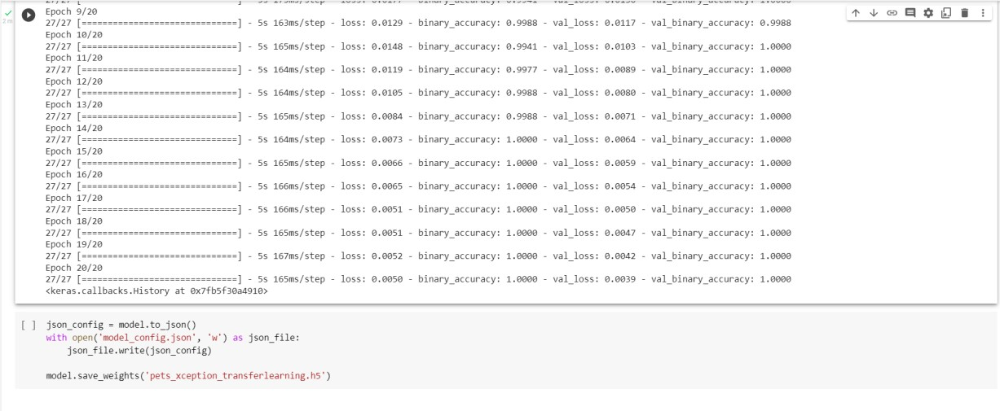 Epoch 9/20
27/27 [==============================] - 5s 163ms/step - loss: 0.0129 - binary_accuracy: 0.9988 - val_loss: 0.0117 - val_binary_accuracy: 0.9988
Epoch 10/20
27/27 [==============================] - 5s 165ms/step - loss: 0.0148 - binary_accuracy: 0.9941 - val_loss: 0.0103 - val_binary_accuracy: 1.0000
Epoch 11/20
27/27 [==============================] - 5s 164ms/step - loss: 0.0119 - binary_accuracy: 0.9977 - val_loss: 0.0089 - val_binary_accuracy: 1.0000
Epoch 12/20
27/27 [==============================] - 5s 164ms/step - loss: 0.0105 - binary_accuracy: 0.9988 - val_loss: 0.0080 - val_binary_accuracy: 1.0000
Epoch 13/20
27/27 [==============================] - 5s 165ms/step - loss: 0.0084 - binary_accuracy: 0.9988 - val_loss: 0.0071 - val_binary_accuracy: 1.0000
Epoch 14/20
27/27 [==============================] - 5s 164ms/step - loss: 0.0073 - binary_accuracy: 1.0000 - val_loss: 0.0064 - val_binary_accuracy: 1.0000
Epoch 15/20
27/27 [==============================] - 5s 165ms/step - loss: 0.0066 - binary_accuracy: 1.0000 - val_loss: 0.0059 - val_binary_accuracy: 1.0000
Epoch 16/20
27/27 [==============================] - 5s 166ms/step - loss: 0.0065 - binary_accuracy: 1.0000 - val_loss: 0.0054 - val_binary_accuracy: 1.0000
Epoch 17/20
27/27 [==============================] - 5s 166ms/step - loss: 0.0051 - binary_accuracy: 1.0000 - val_loss: 0.0050 - val_binary_accuracy: 1.0000
Epoch 18/20
27/27 [==============================] - 5s 165ms/step - loss: 0.0051 - binary_accuracy: 1.0000 - val_loss: 0.0047 - val_binary_accuracy: 1.0000
Epoch 19/20
27/27 [==============================] - 5s 167ms/step - loss: 0.0052 - binary_accuracy: 1.0000 - val_loss: 0.0042 - val_binary_accuracy: 1.0000
Epoch 20/20
27/27 [==============================] - 5s 165ms/step - loss: 0.0050 - binary_accuracy: 1.0000 - val_loss: 0.0039 - val_binary_accuracy: 1.0000
<keras.callbacks.History at 0x7fb5f30a4910>
[ ] json_config = model.to_json()
with open('model_config.json', 'w') as json_file:
    json_file.write(json_config)
model.save_weights('pets_xception_transferlearning.h5')